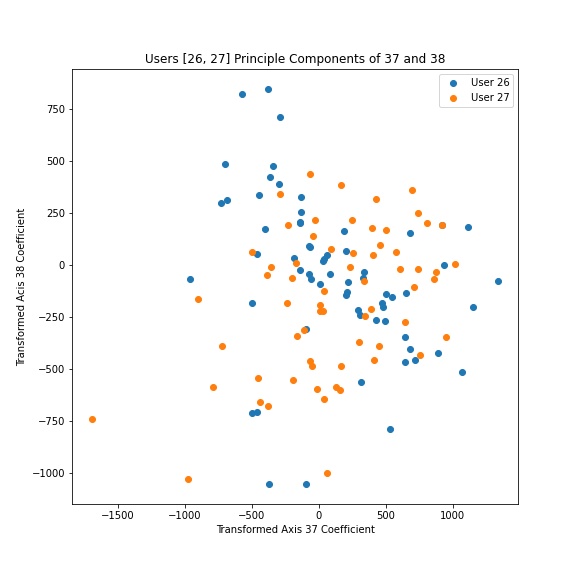 Users [26, 27] Principle Components of 37 and 38
User 26
User 27
Transformed Acis 38 Coefficient
750
500
250
0
−250
−500
−750
−1000
−1500
−1000
−500
0
500
1000
Transformed Axis 37 Coefficient